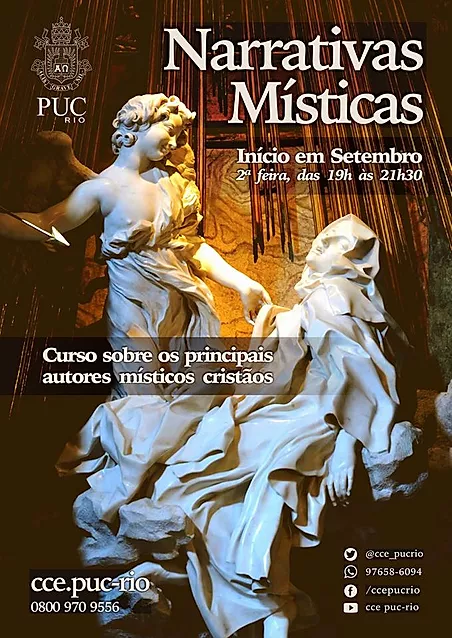 PUC
RIO
Narrativas
Místicas
Início em Setembro
2ª feira, das 19h às 21h30
Curso sobre os principais
autores místicos cristãos
@cce_pucrio
97658-6094
/ccepucrio
cce puc-rio
cce.puc-rio
0800 970 9556